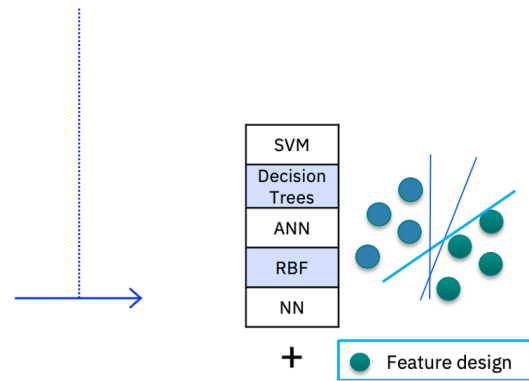 SVM
Decision
Trees
ANN
RBF
NN
+
Feature design